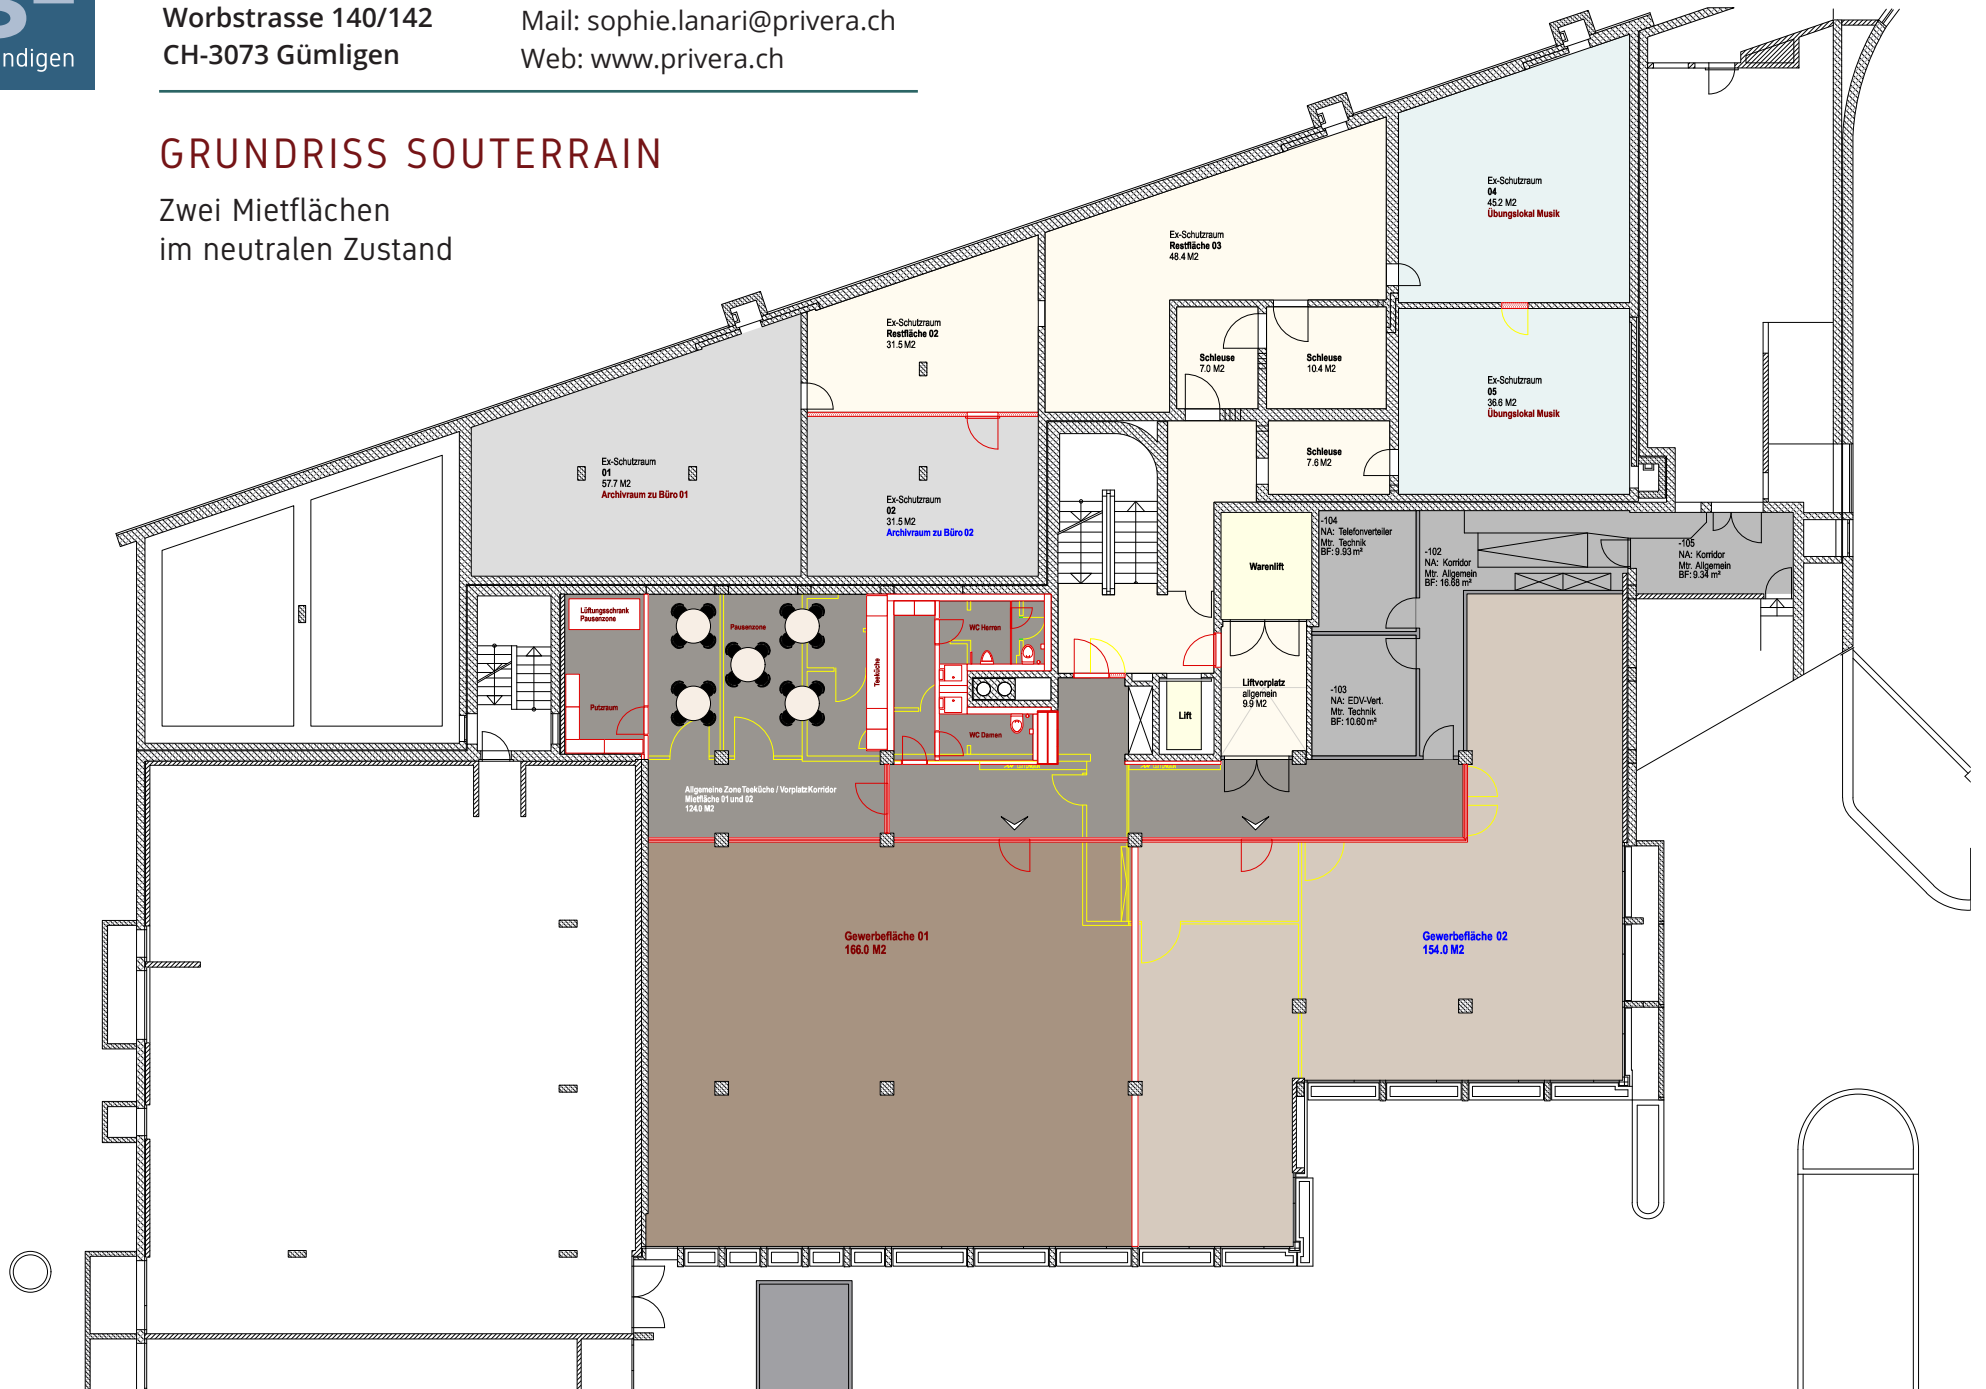 ndigen
Worbstrasse 140/142
CH-3073 Gümligen
Mail: sophie.lanari@privera.ch
Web: www.privera.ch
GRUNDRISS SOUTERRAIN
Zwei Mietflächen
im neutralen Zustand
Ex-Schutzraum
04
45.2 M2
Übungslokal Musik
Ex-Schutzraum
Restfläche 03
48.4 M2
Ex-Schutzraum
Restfläche 02
31.5 M2
Schleuse
7.0 M2
Schleuse
10.4 M2
Ex-Schutzraum
05
36.6 M2
Übungslokal Musik
Ex-Schutzraum
01
57.7 M2
Archivraum zu Büro 01
Ex-Schutzraum
02
31.5 M2
Archivraum zu Büro 02
Schleuse
7.6 M2
-104
NA: Telefonverteiler
Mtr. Technik
BF: 9.93 m²
-102
NA: Korridor
Mtr. Allgemein
BF: 16.68 m²
-105
NA: Korridor
Mtr. Allgemein
BF: 9.34 m²
Warenlift
Lüftungsschrank
Pausenzone
Pausenzone
WC Herren
Teeküche
Putzraum
WC Damen
Liftvorplatz
allgemein
9.9 M2
Lift
-103
NA: EDV-Vert.
Mtr. Technik
BF: 10.60 m²
Allgemeine Zone Teeküche / Vorplatz Korridor
Mietfläche 01 und 02
124.0 M2
Gewerbefläche 01
166.0 M2
Gewerbefläche 02
154.0 M2